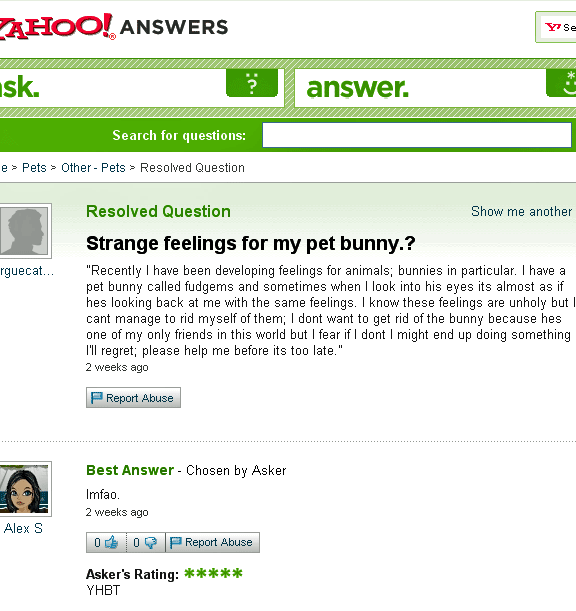 YAHOO!® ANSWERS
Y! Se
sk.
answer.
Search for questions:
e > Pets > Other - Pets > Resolved Question
Resolved Question
Show me another
rguecat...
Strange feelings for my pet bunny.?
"Recently I have been developing feelings for animals; bunnies in particular. I have a
pet bunny called fudgems and sometimes when I look into his eyes its almost as if
hes looking back at me with the same feelings. I know these feelings are unholy but I
cant manage to rid myself of them; I dont want to get rid of the bunny because hes
one of my only friends in this world but I fear if I dont I might end up doing something
I'll regret; please help me before its too late."
2 weeks ago
Report Abuse
Best Answer - Chosen by Asker
lmfao.
2 weeks ago
Alex S
0 0 Report Abuse
Asker's Rating: *****
YHBT